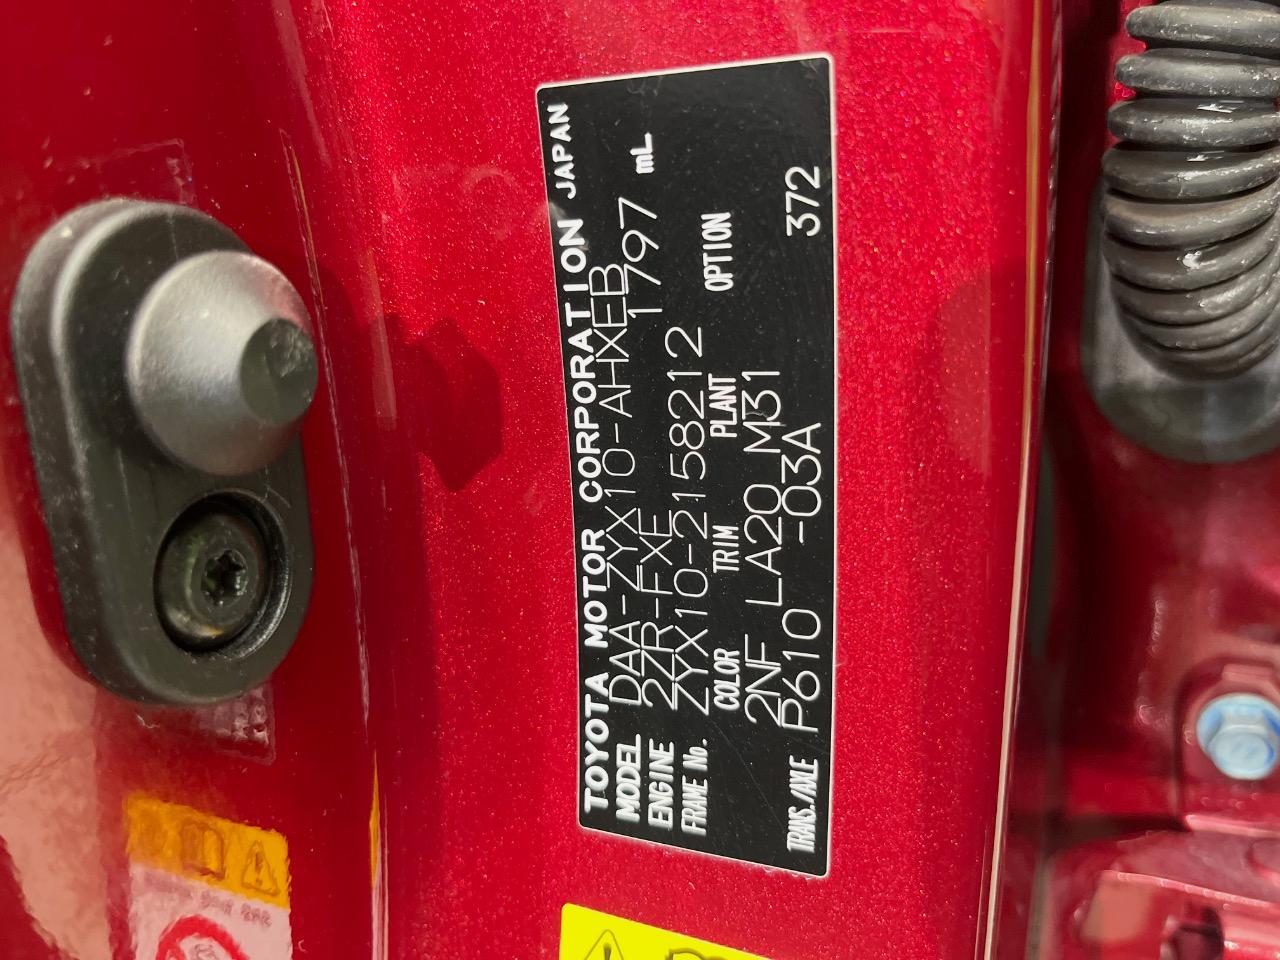 TOYOTA MOTOR CORPORATION JAPAN
MODEL DAA-ZYX10-AHXEB
ENGINE 2ZR-FXE 1797 mL
FRAME No. ZYX10-2158212
COLOR TRIM PLANT OPTION
2NF LA20 M31
TRANS./AXLE P610 -03A 372